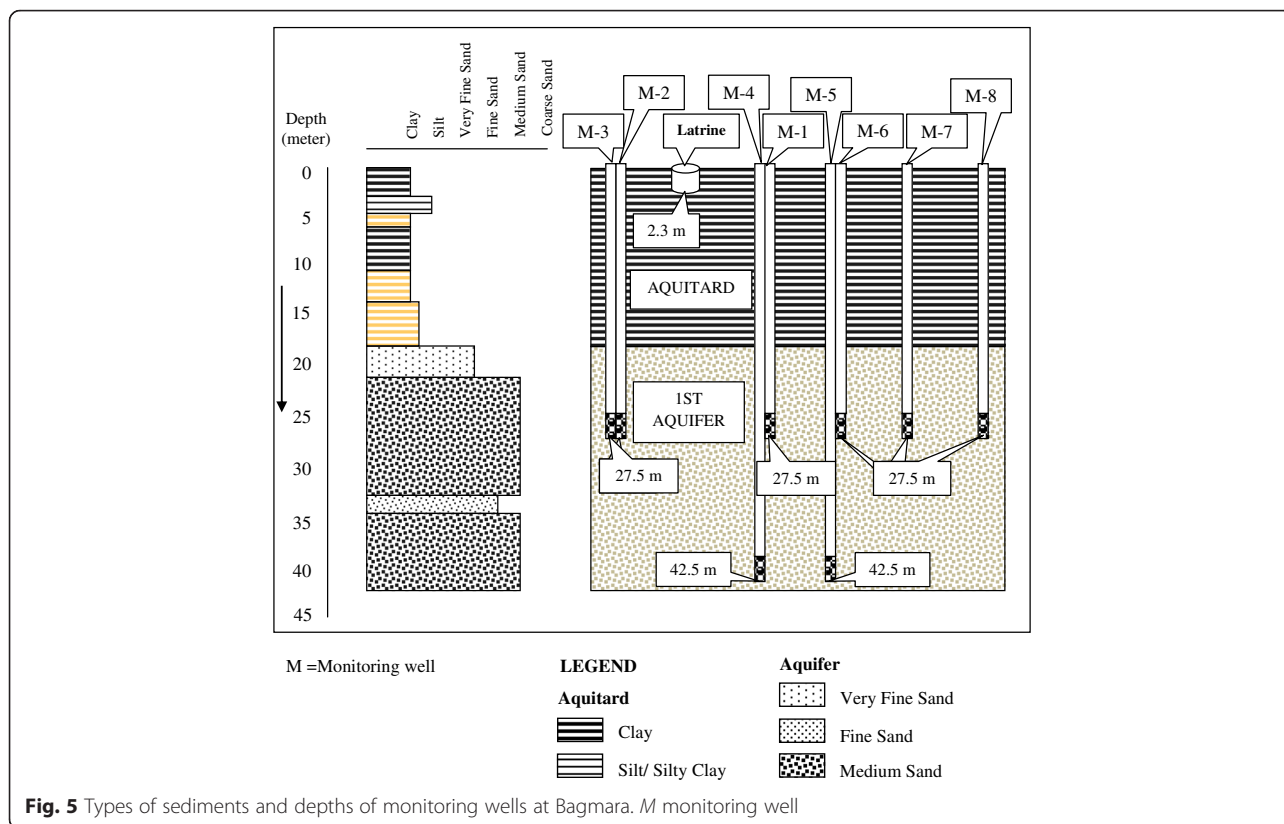 Depth
(meter)
Clay
Silt
Very Fine Sand
Fine Sand
Medium Sand
Coarse Sand
0
5
10
15
20
25
30
35
40
45
M-3
M-2
Latrine
M-4
M-1
M-5
M-6
M-7
M-8
2.3 m
AQUITARD
1ST
AQUIFER
27.5 m
27.5 m
27.5 m
42.5 m
42.5 m
M =Monitoring well
LEGEND
Aquitard
Clay
Silt/ Silty Clay
Aquifer
Very Fine Sand
Fine Sand
Medium Sand
Fig. 5 Types of sediments and depths of monitoring wells at Bagmara. M monitoring well